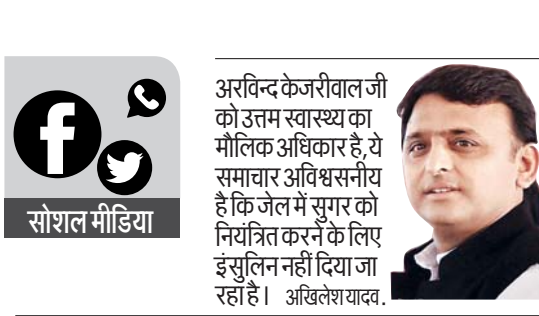 सोशल मीडिया
अरविन्द केजरीवाल जी
को उत्तम स्वास्थ्य का
मौलिक अधिकार है, ये
समाचार अविश्वसनीय
है कि जेल में सुगर को
नियंत्रित करने के लिए
इंसुलिन नहीं दिया जा
रहा है। अखिलेश यादव.